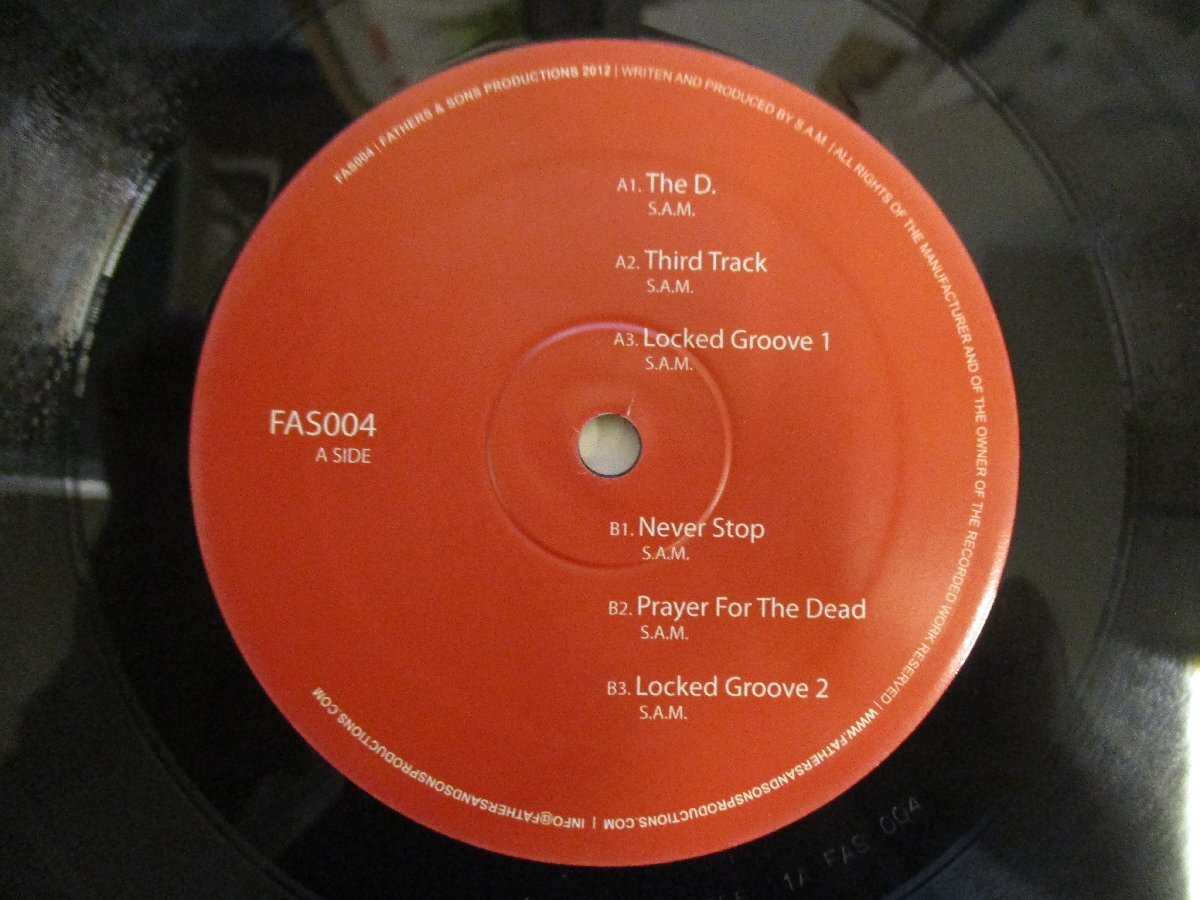 FAS004 | FATHERS & SONS PRODUCTIONS 2012 | WRITEN AND PRODUCED BY S.A.M. | ALL RIGHTS OF THE MANUFACTURER AND OF THE OWNER OF THE RECORDED WORK RESERVED | WWW.FATHERSANDSONSPRODUCTIONS.COM | INFO@FATHERSANDSONSPRODUCTIONS.COM
A1. The D.
S.A.M.
A2. Third Track
S.A.M.
A3. Locked Groove 1
S.A.M.
FAS004
A SIDE
B1. Never Stop
S.A.M.
B2. Prayer For The Dead
S.A.M.
B3. Locked Groove 2
S.A.M.
FAS 004